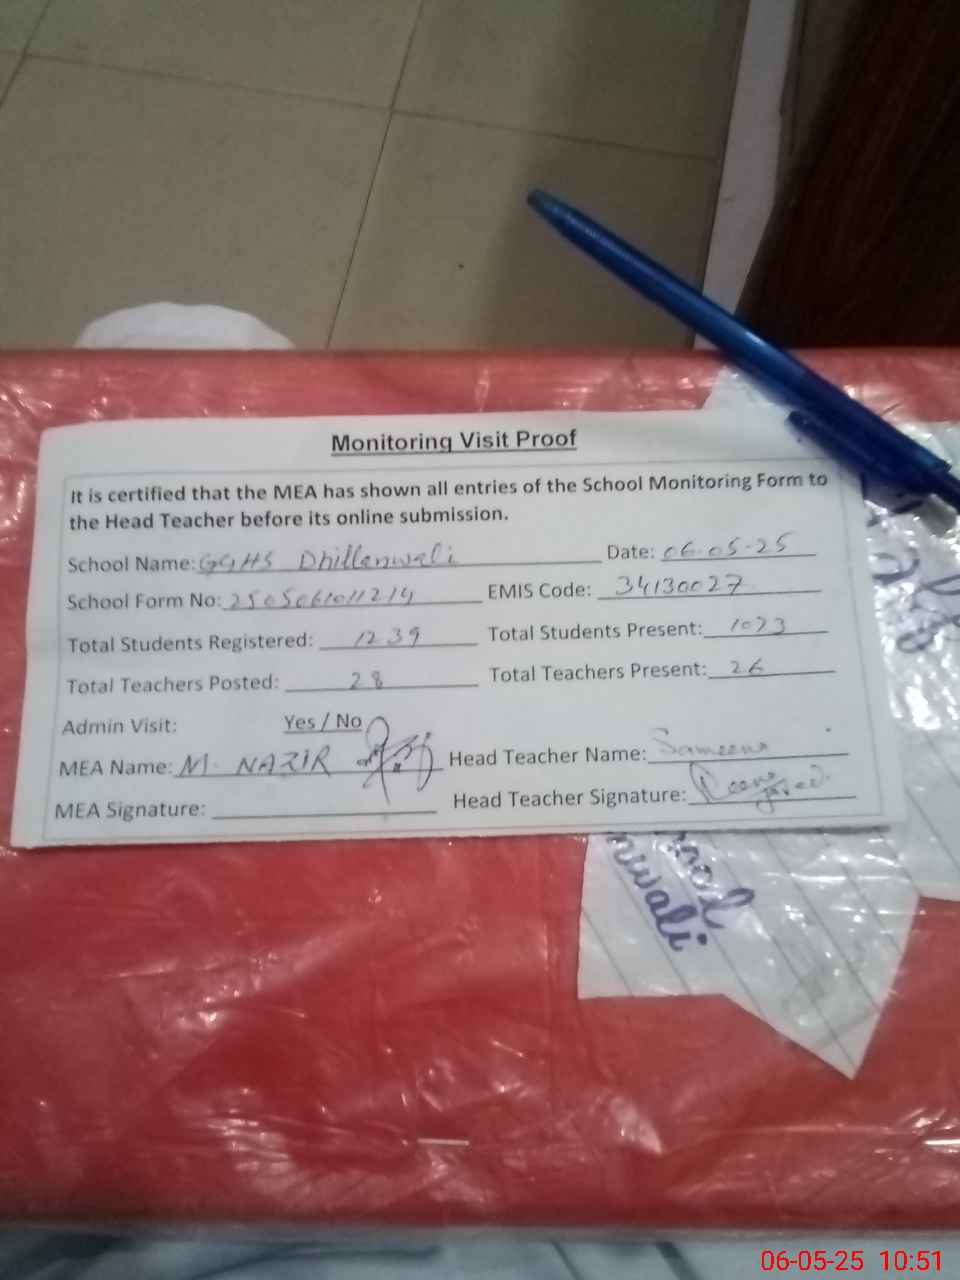 Monitoring Visit Proof
It is certified that the MEA has shown all entries of the School Monitoring Form to
the Head Teacher before its online submission.
School Name: GGHS Dhillenwali Date: 06-05-25
School Form No: EMIS Code: 34130027
Total Students Registered: 1239 Total Students Present:
Total Teachers Posted: 28 Total Teachers Present: 26
Admin Visit: Yes / No
MEA Name: M. NAZIR Head Teacher Name: Sameena
MEA Signature: Head Teacher Signature:
nwali
06-05-25 10:51